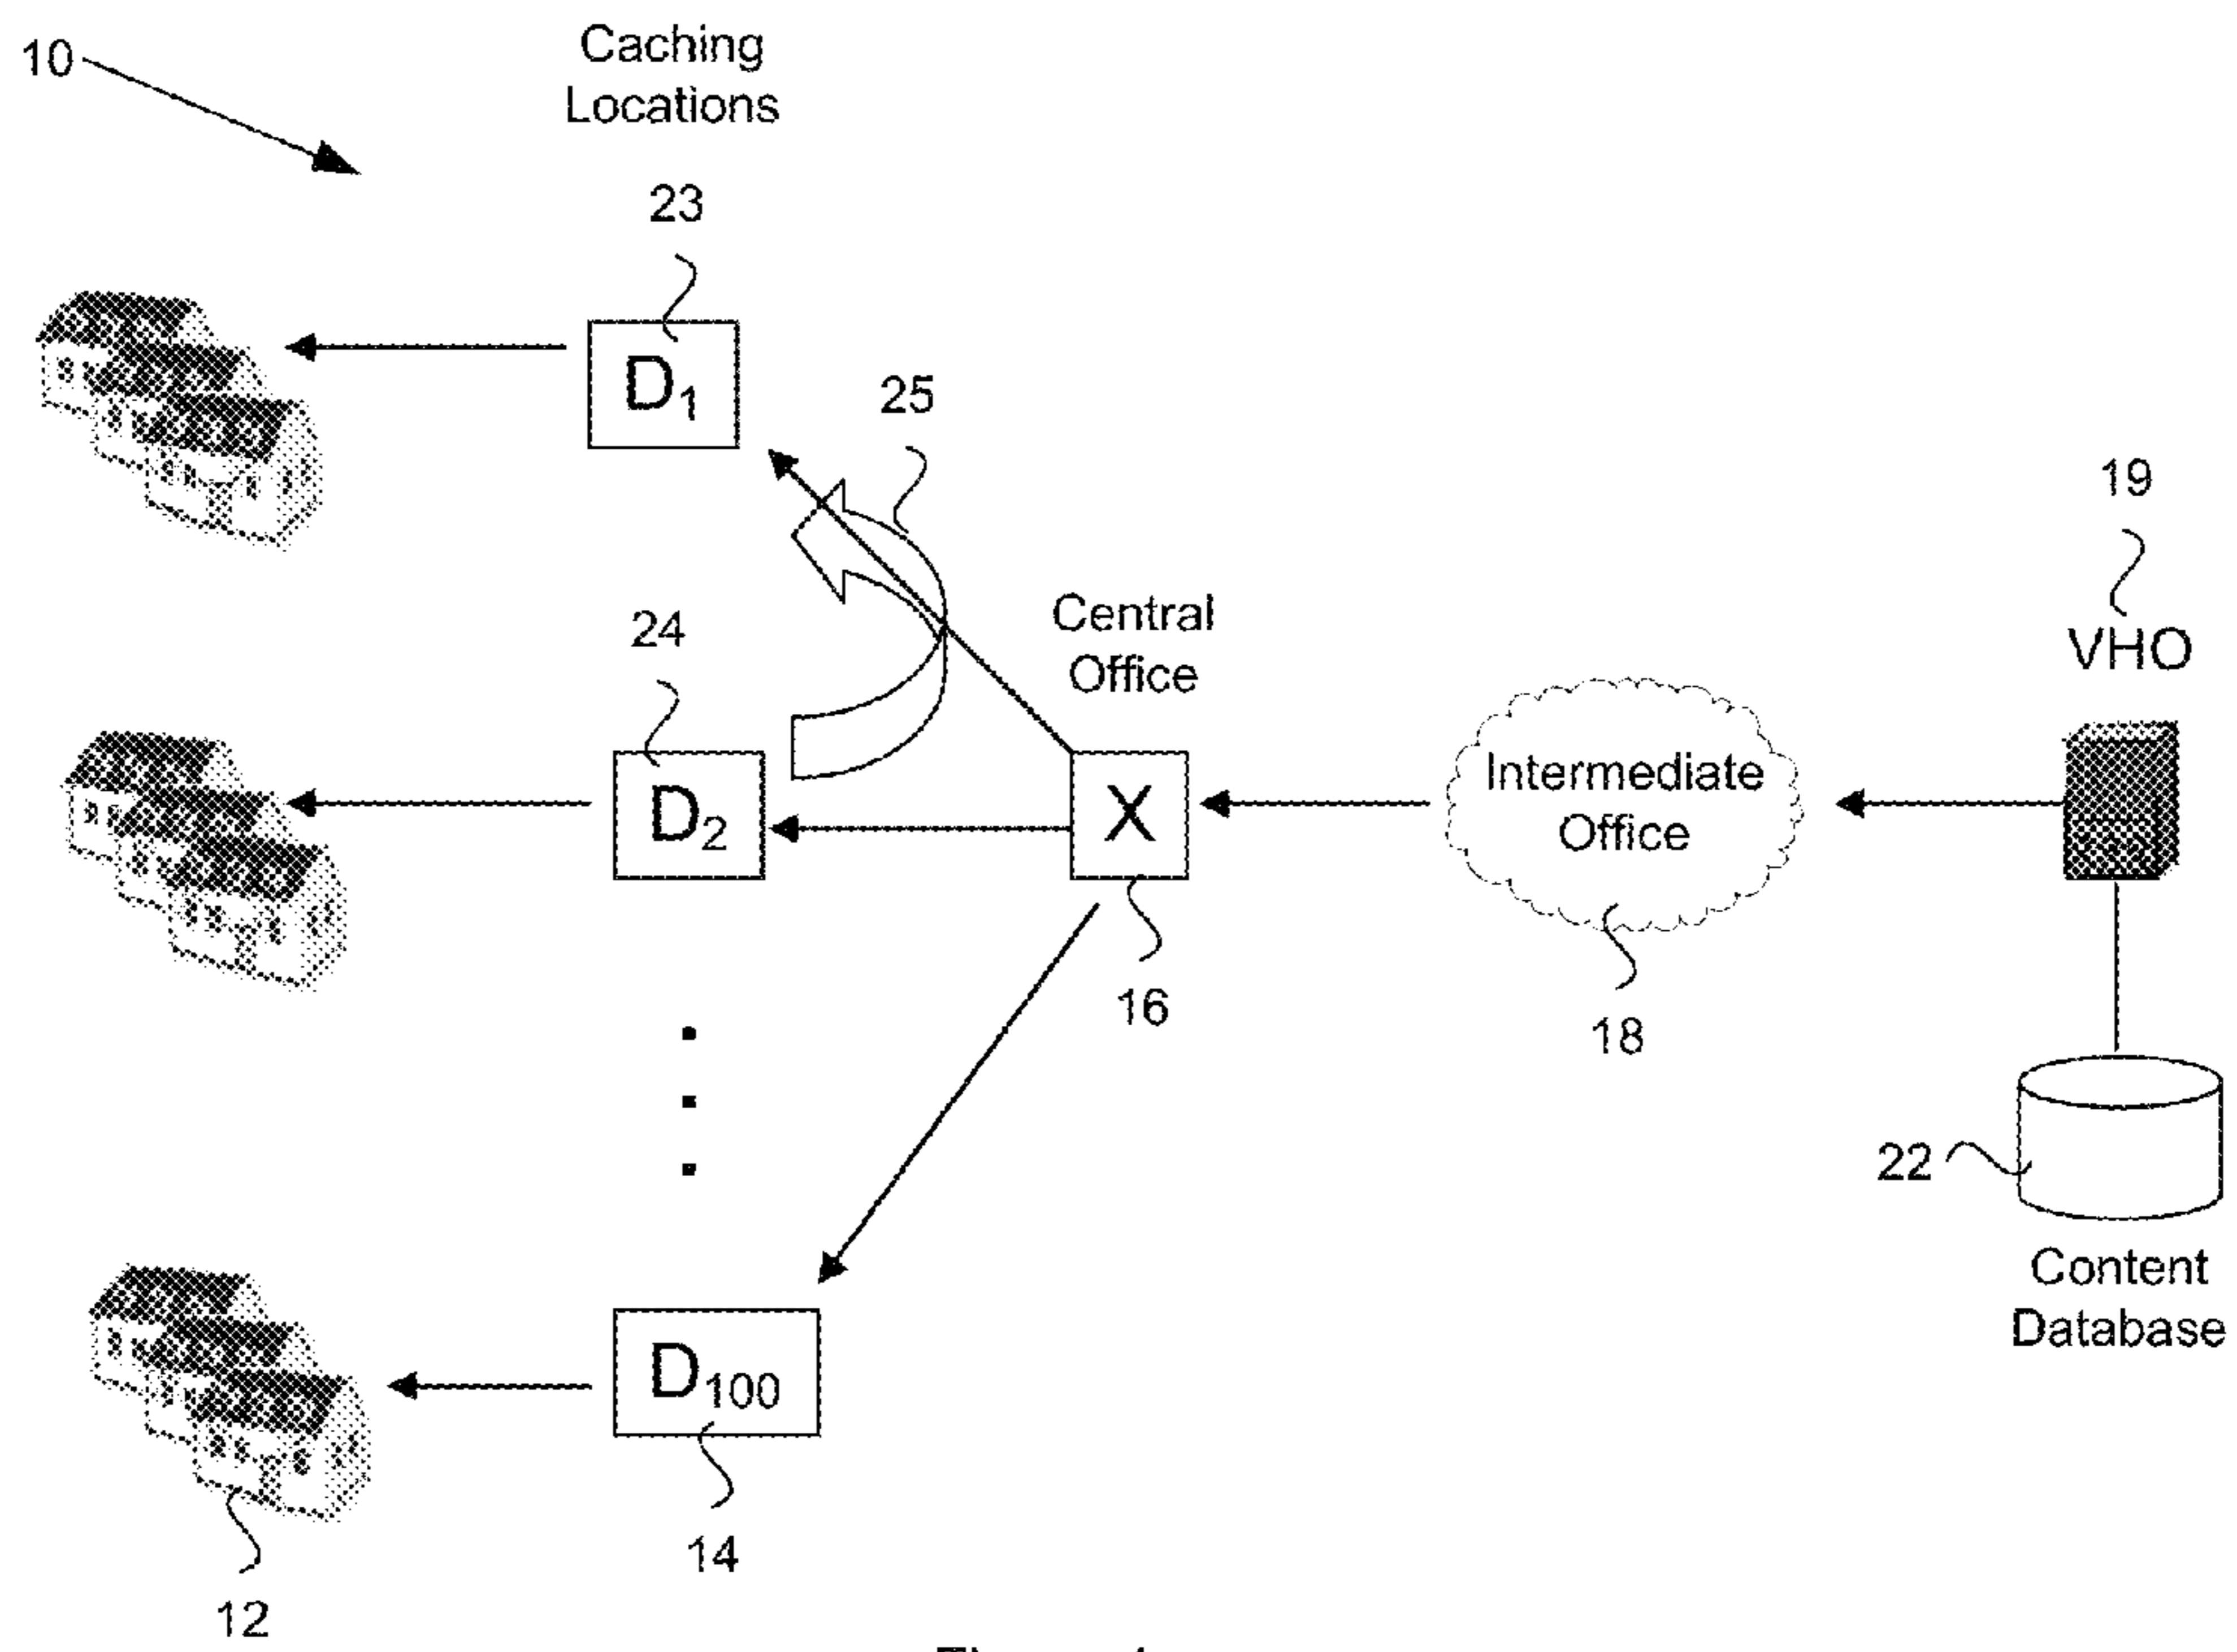 10
Caching
Locations
23
D1
25
19
VHO
24
Central
Office
D2
X
Intermediate
Office
16
18
22
Content
Database
D100
14
12